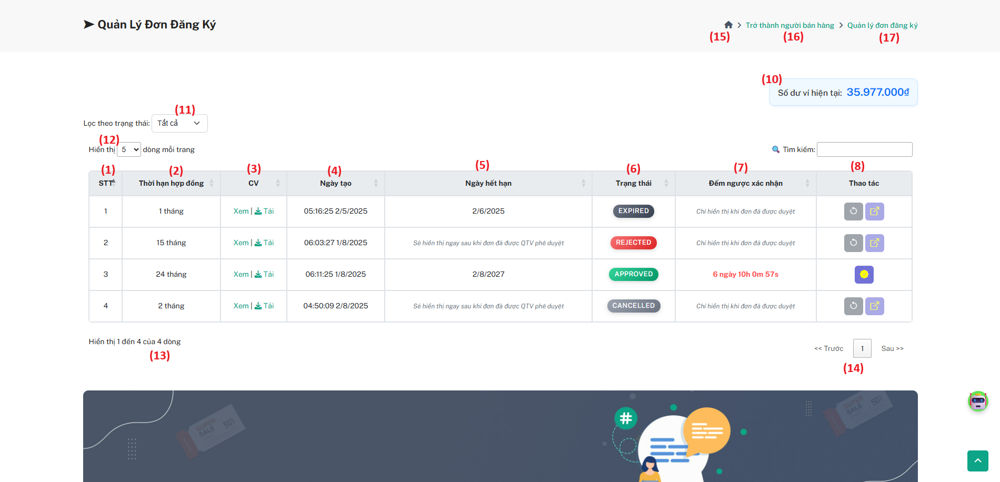 ➤ Quản Lý Đơn Đăng Ký
Trở thành người bán hàng > Quản lý đơn đăng ký
(15) (16) (17)
(10)
Số dư ví hiện tại: 35.977.000₫
(11)
Lọc theo trạng thái: Tất cả
(12)
Hiển thị 5 dòng mỗi trang
Tìm kiếm:
(1) (2) (3) (4) (5) (6) (7) (8)
STT Thời hạn hợp đồng CV Ngày tạo Ngày hết hạn Trạng thái Đếm ngược xác nhận Thao tác
1 1 tháng Xem | Tải 05:16:25 2/5/2025 2/6/2025 EXPIRED Chỉ hiển thị khi đơn đã được duyệt
2 15 tháng Xem | Tải 06:03:27 1/8/2025 Sẽ hiển thị ngay sau khi đơn đã được QTV phê duyệt REJECTED Chỉ hiển thị khi đơn đã được duyệt
3 24 tháng Xem | Tải 06:11:25 1/8/2025 2/8/2027 APPROVED 6 ngày 10h 0m 57s
4 2 tháng Xem | Tải 04:50:09 2/8/2025 Sẽ hiển thị ngay sau khi đơn đã được QTV phê duyệt CANCELLED Chỉ hiển thị khi đơn đã được duyệt
Hiển thị 1 đến 4 của 4 dòng
(13)
<< Trước 1 Sau >>
(14)
SUPER
SALE 50%
#
SUPER
SALE 50%